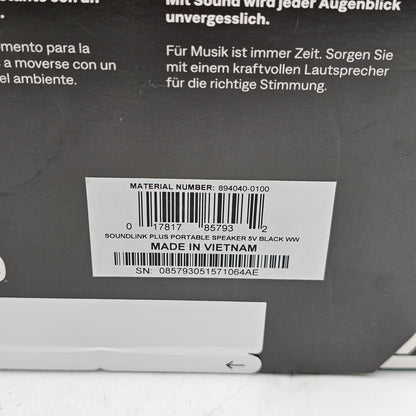 Mit Sound wird jeder Augenblick
unvergesslich.
omento para la
s a moverse con un
el ambiente.
Für Musik ist immer Zeit. Sorgen Sie
mit einem kraftvollen Lautsprecher
für die richtige Stimmung.
MATERIAL NUMBER: 894040-0100
0 17817 85793 2
SOUNDLINK PLUS PORTABLE SPEAKER 5V BLACK WW
MADE IN VIETNAM
SN: 085793051571064AE